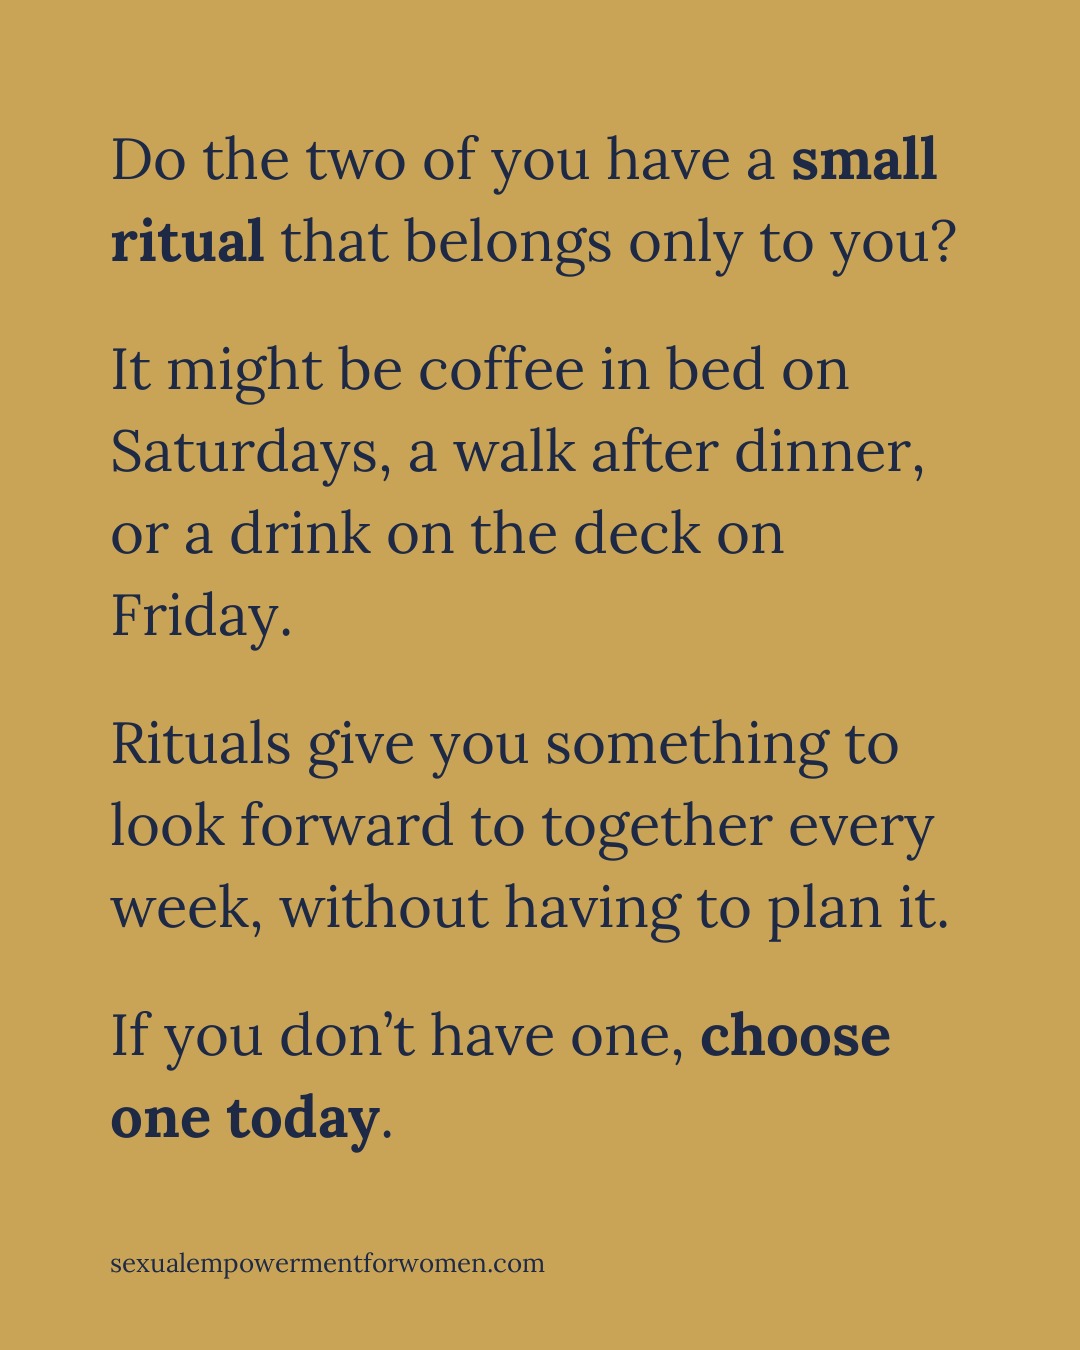 Do the two of you have a small
ritual that belongs only to you?
It might be coffee in bed on
Saturdays, a walk after dinner,
or a drink on the deck on
Friday.
Rituals give you something to
look forward to together every
week, without having to plan it.
If you don’t have one, choose
one today.
sexualempowermentforwomen.com